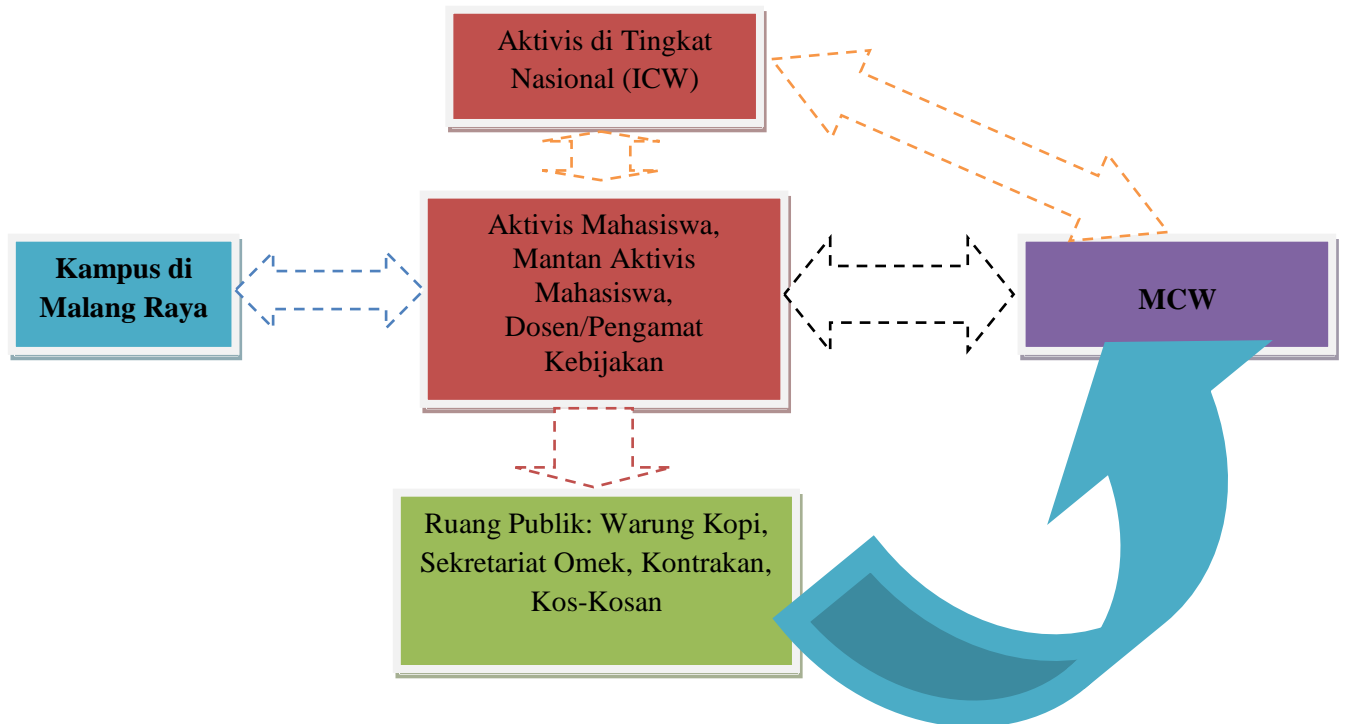 Aktivis di Tingkat
Nasional (ICW)
Aktivis Mahasiswa,
Mantan Aktivis
Mahasiswa,
Dosen/Pengamat
Kebijakan
Kampus di
Malang Raya
MCW
Ruang Publik: Warung Kopi,
Sekretariat Omek, Kontrakan,
Kos-Kosan